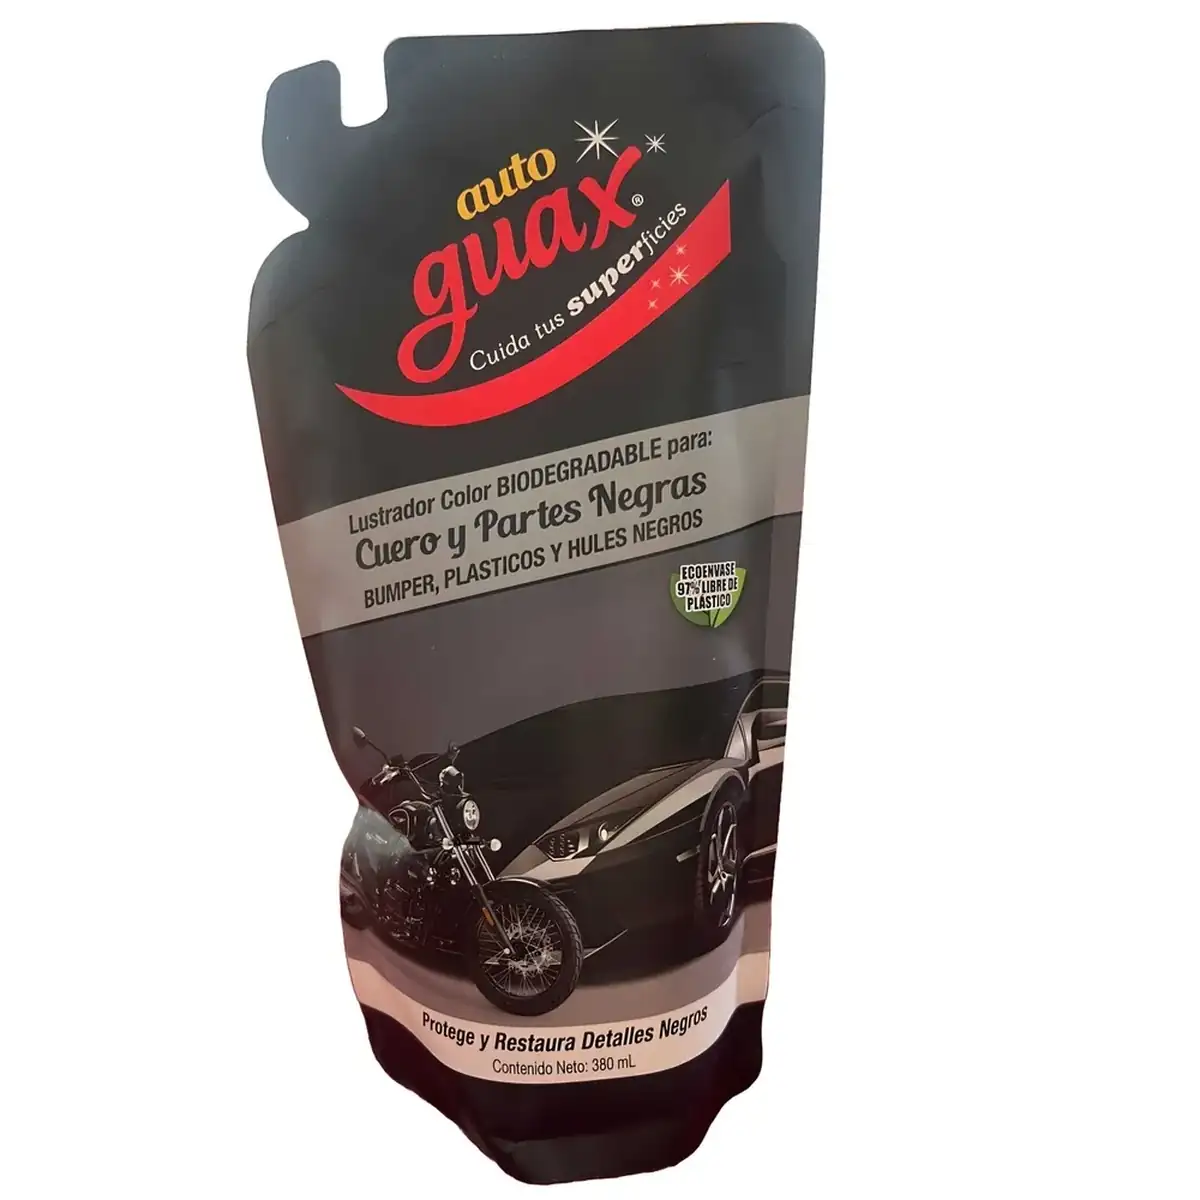 auto
guax®
Cuida tus superficies
Lustrador Color BIODEGRADABLE para:
Cuero y Partes Negras
BUMPER, PLASTICOS Y HULES NEGROS
ECOENVASE
97% LIBRE DE
PLÁSTICO
Protege y Restaura Detalles Negros
Contenido Neto: 380 mL